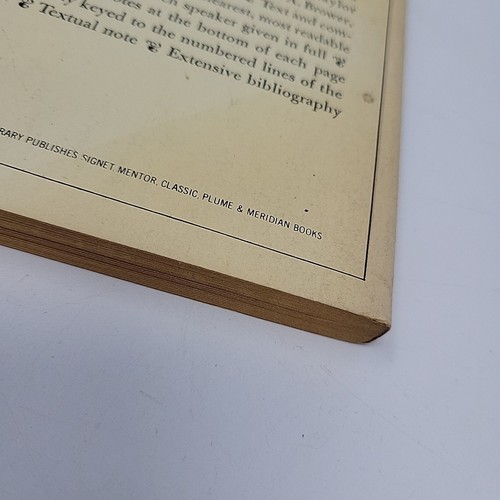 Text and com-
nearest, most readable
speaker given in full ❦
notes at the bottom of each page
keyed to the numbered lines of the
❦ Textual note ❦ Extensive bibliography
PUBLISHES SIGNET, MENTOR, CLASSIC, PLUME & MERIDIAN BOOKS